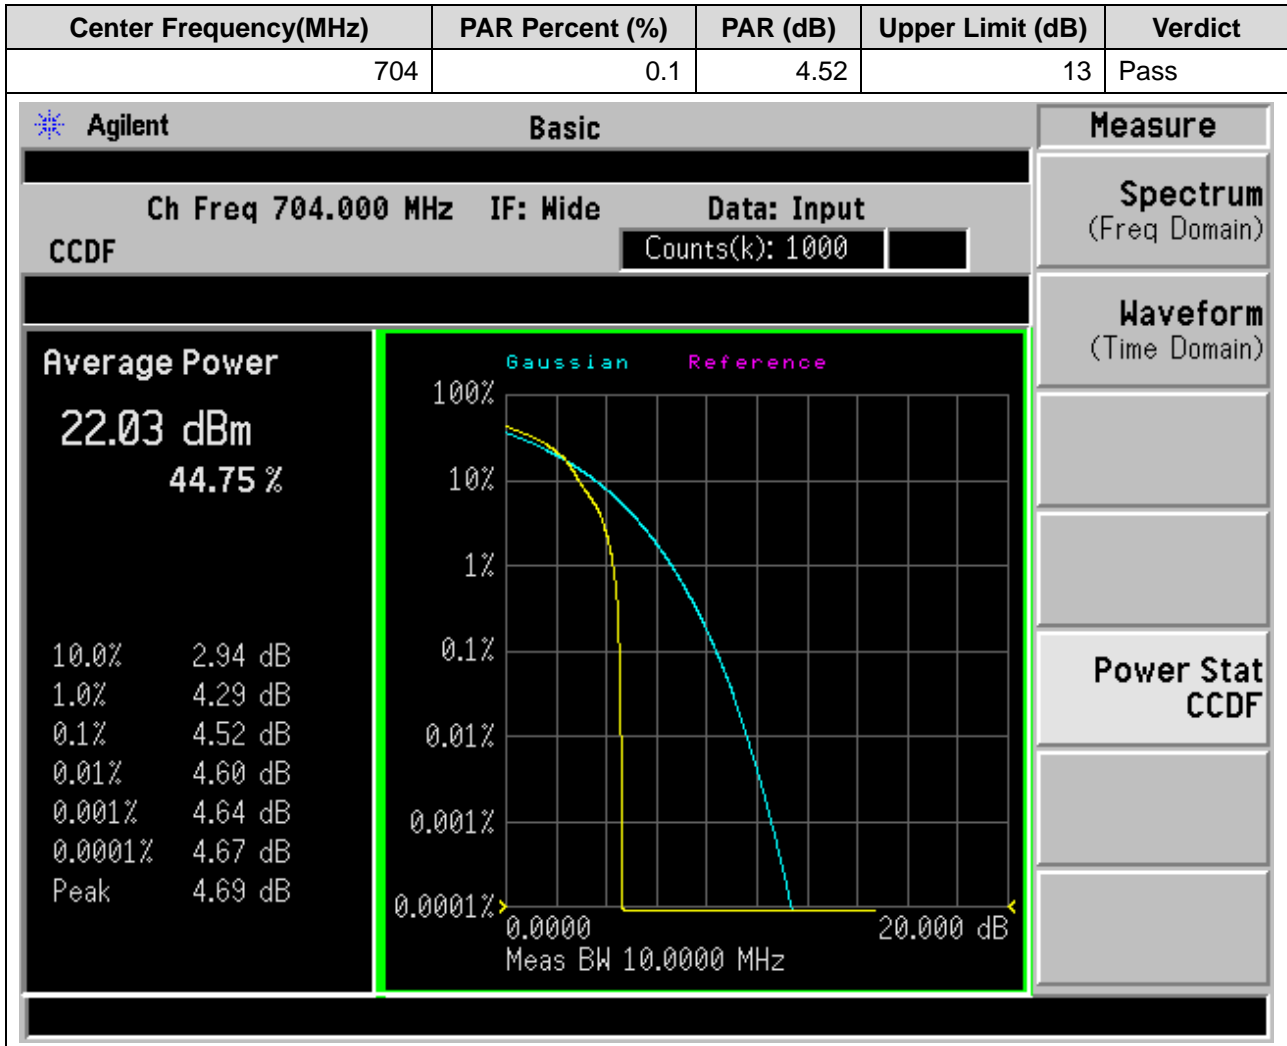 Center Frequency(MHz) PAR Percent (%) PAR (dB) Upper Limit (dB) Verdict
704 0.1 4.52 13 Pass
Agilent Basic Measure
Ch Freq 704.000 MHz IF: Wide Data: Input
CCDF Counts(k): 1000
Spectrum
(Freq Domain)
Waveform
(Time Domain)
Power Stat
CCDF
Average Power
22.03 dBm
44.75 %
10.0% 2.94 dB
1.0% 4.29 dB
0.1% 4.52 dB
0.01% 4.60 dB
0.001% 4.64 dB
0.0001% 4.67 dB
Peak 4.69 dB
Gaussian Reference
100%
10%
1%
0.1%
0.01%
0.001%
0.0001%
0.0000 20.000 dB
Meas BW 10.0000 MHz